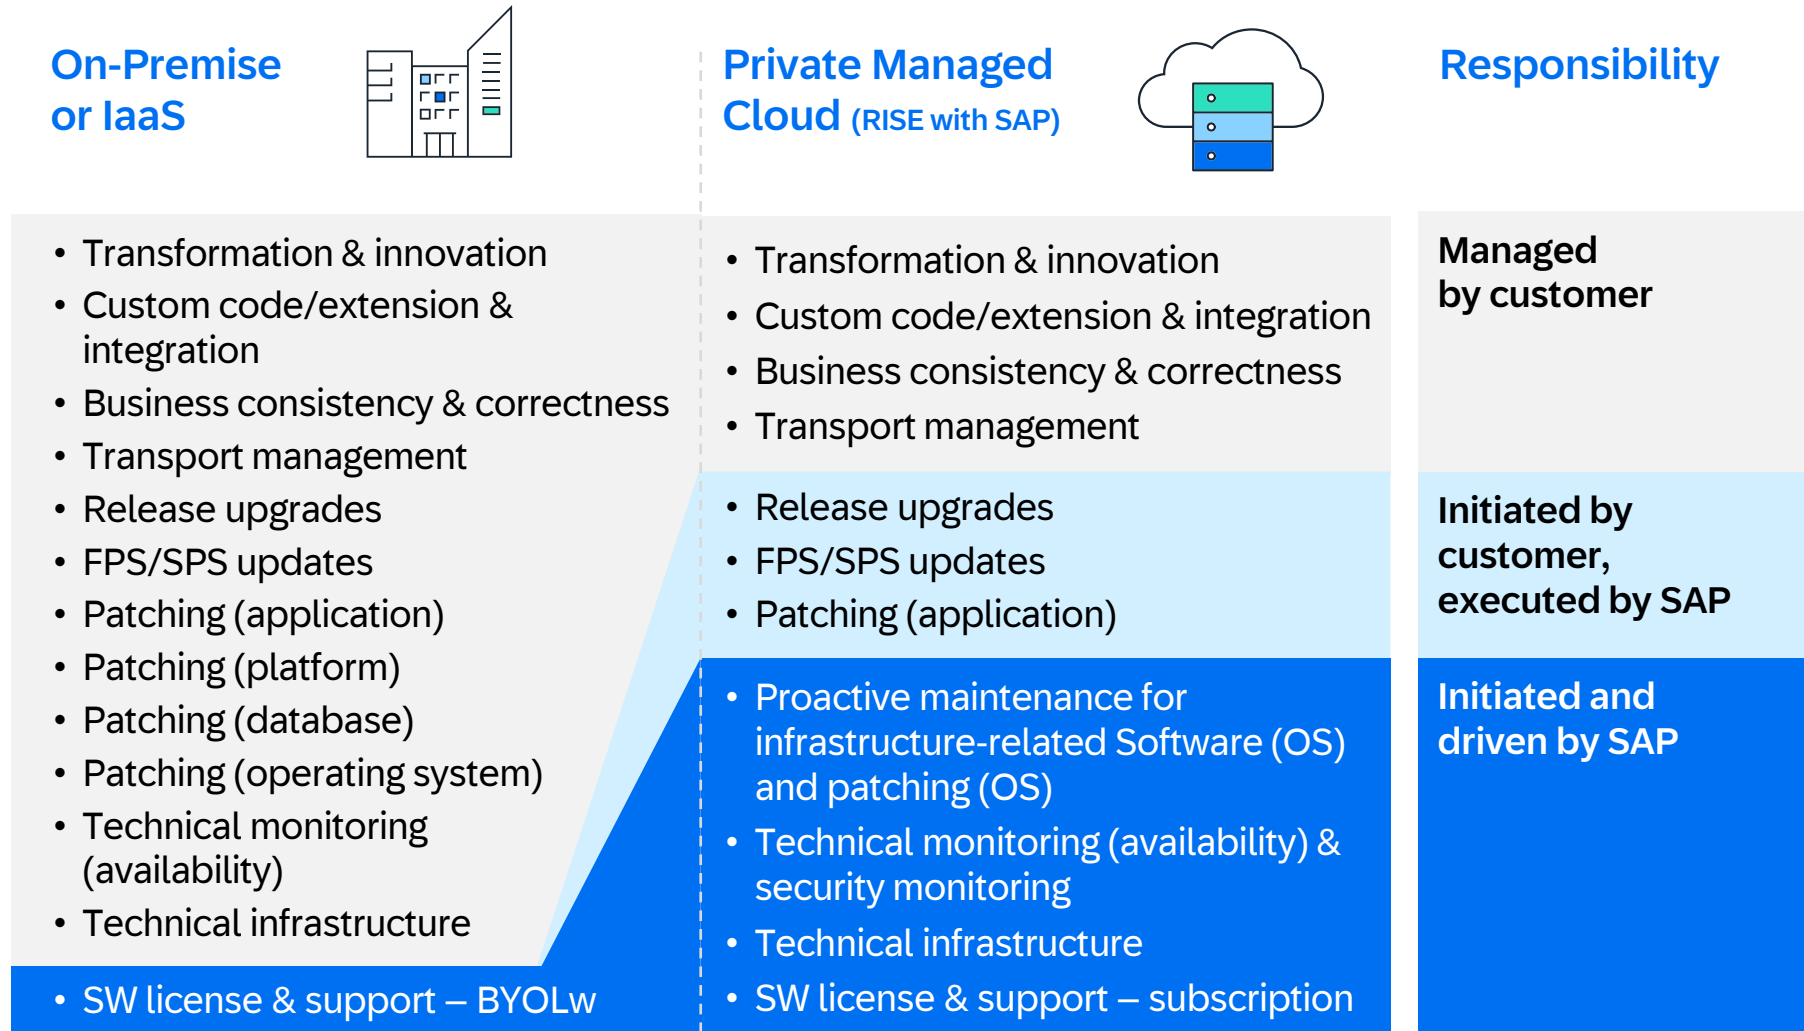 On-Premise
or IaaS
Private Managed
Cloud (RISE with SAP)
Responsibility
• Transformation & innovation
• Custom code/extension &
integration
• Business consistency & correctness
• Transport management
• Release upgrades
• FPS/SPS updates
• Patching (application)
• Patching (platform)
• Patching (database)
• Patching (operating system)
• Technical monitoring
(availability)
• Technical infrastructure
• SW license & support – BYOLw
• Transformation & innovation
• Custom code/extension & integration
• Business consistency & correctness
• Transport management
• Release upgrades
• FPS/SPS updates
• Patching (application)
• Proactive maintenance for
infrastructure-related Software (OS)
and patching (OS)
• Technical monitoring (availability) &
security monitoring
• Technical infrastructure
• SW license & support – subscription
Managed
by customer
Initiated by
customer,
executed by SAP
Initiated and
driven by SAP